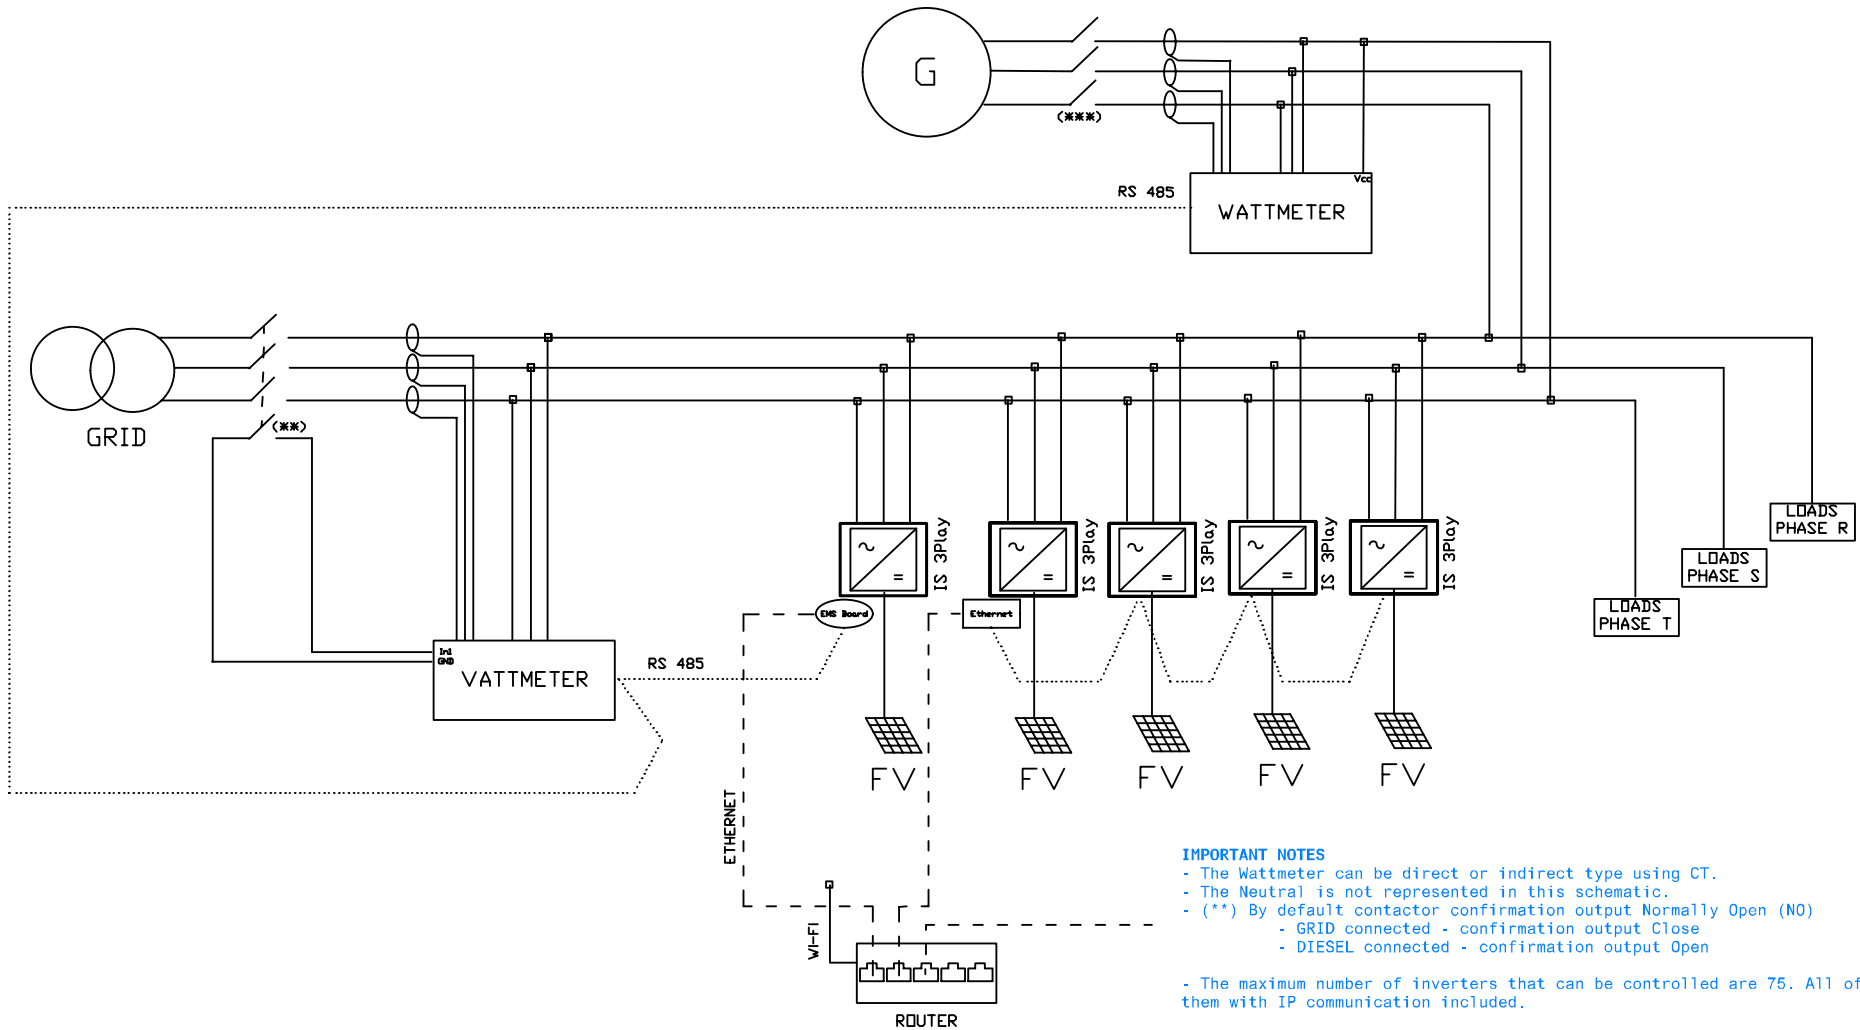 G
(***)
Vcc
RS 485
WATTMETER
GRID
(**)
LOADS
PHASE R
LOADS
PHASE S
LOADS
PHASE T
IS 3Play
IS 3Play
IS 3Play
IS 3Play
IS 3Play
EMS Board
Ethernet
In1
GND
VATTMETER
RS 485
FV
FV
FV
FV
FV
ETHERNET
WI-FI
ROUTER
IMPORTANT NOTES
- The Wattmeter can be direct or indirect type using CT.
- The Neutral is not represented in this schematic.
- (**) By default contactor confirmation output Normally Open (NO)
- GRID connected - confirmation output Close
- DIESEL connected - confirmation output Open
- The maximum number of inverters that can be controlled are 75. All of
them with IP communication included.